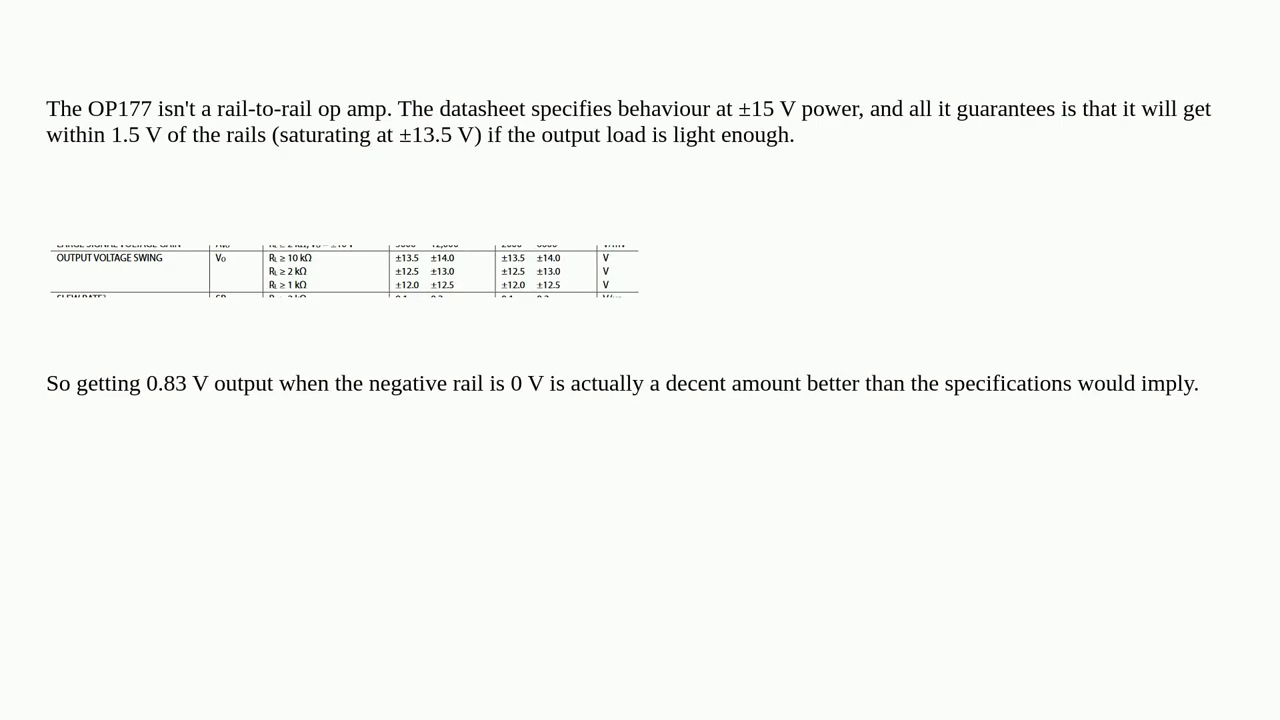 The OP177 isn't a rail-to-rail op amp. The datasheet specifies behaviour at ±15 V power, and all it guarantees is that it will get
within 1.5 V of the rails (saturating at ±13.5 V) if the output load is light enough.
OUTPUT VOLTAGE SWING VO RL ≥ 10 kΩ ±13.5 ±14.0 ±13.5 ±14.0 V
RL ≥ 2 kΩ ±12.5 ±13.0 ±12.5 ±13.0 V
RL ≥ 1 kΩ ±12.0 ±12.5 ±12.0 ±12.5 V
So getting 0.83 V output when the negative rail is 0 V is actually a decent amount better than the specifications would imply.